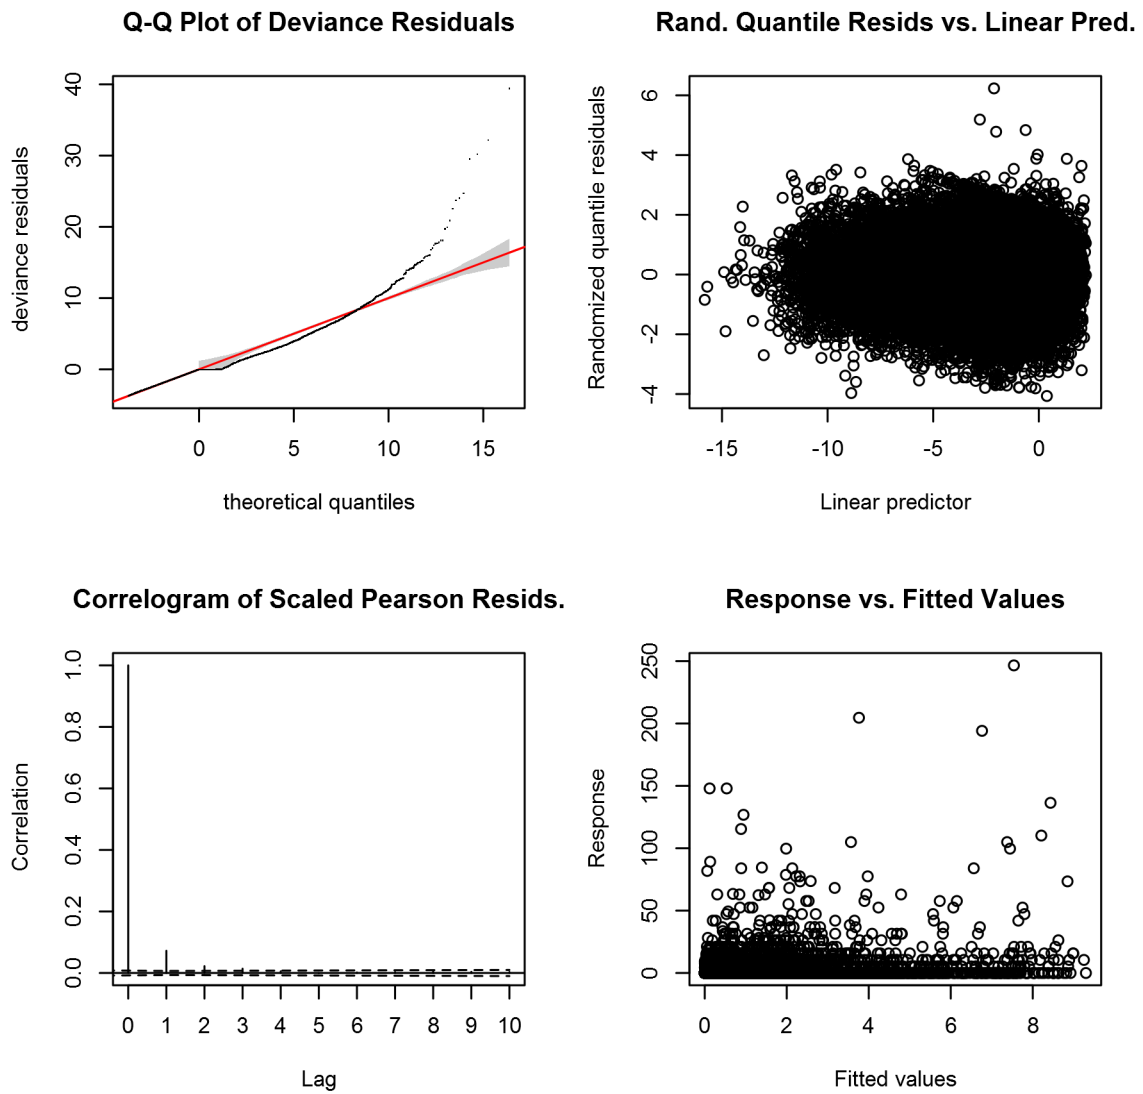 Q-Q Plot of Deviance Residuals
40
30
20
10
0
deviance residuals
0 5 10 15
theoretical quantiles
Rand. Quantile Resids vs. Linear Pred.
6
4
2
0
-2
-4
Randomized quantile residuals
-15 -10 -5 0
Linear predictor
Correlogram of Scaled Pearson Resids.
1.0
0.8
0.6
0.4
0.2
0.0
Correlation
0 1 2 3 4 5 6 7 8 9 10
Lag
Response vs. Fitted Values
250
200
150
100
50
0
Response
0 2 4 6 8
Fitted values